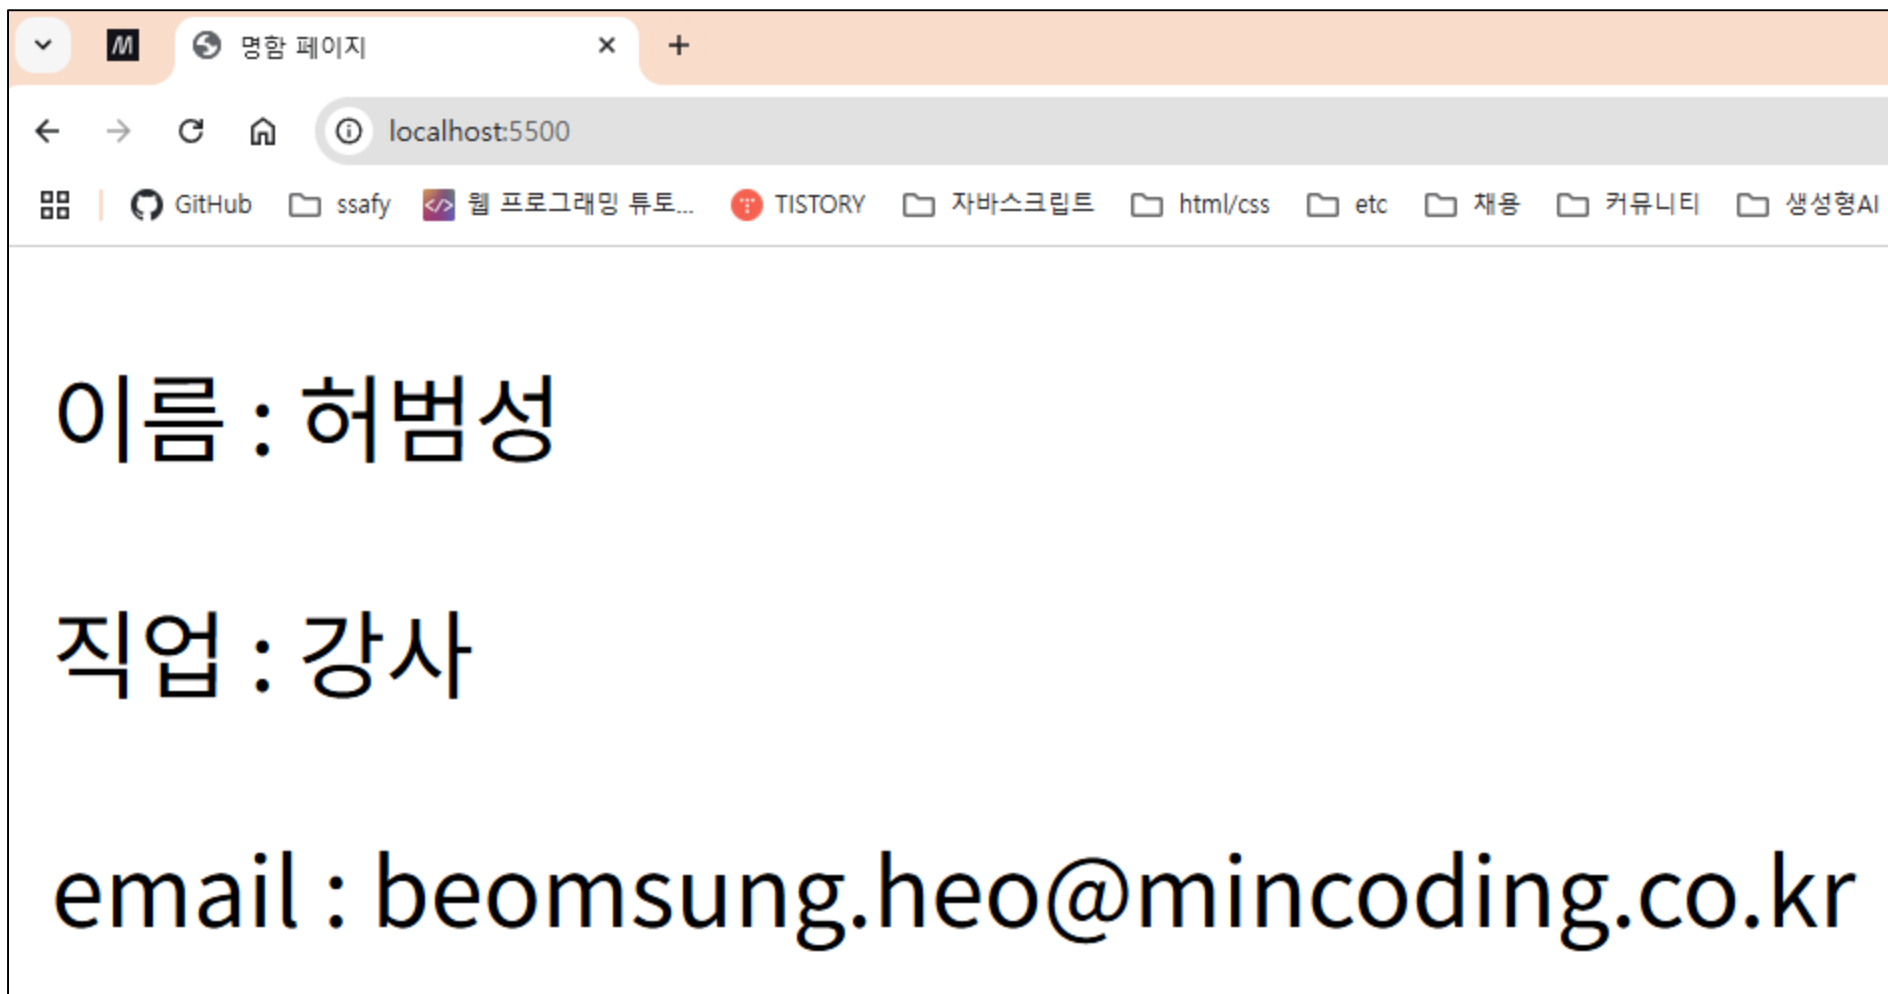 명함 페이지
localhost:5500
GitHub ssafy 웹 프로그래밍 튜토... TISTORY 자바스크립트 html/css etc 채용 커뮤니티 생성형AI
이름 : 허범성
직업 : 강사
email : beomsung.heo@mincoding.co.kr